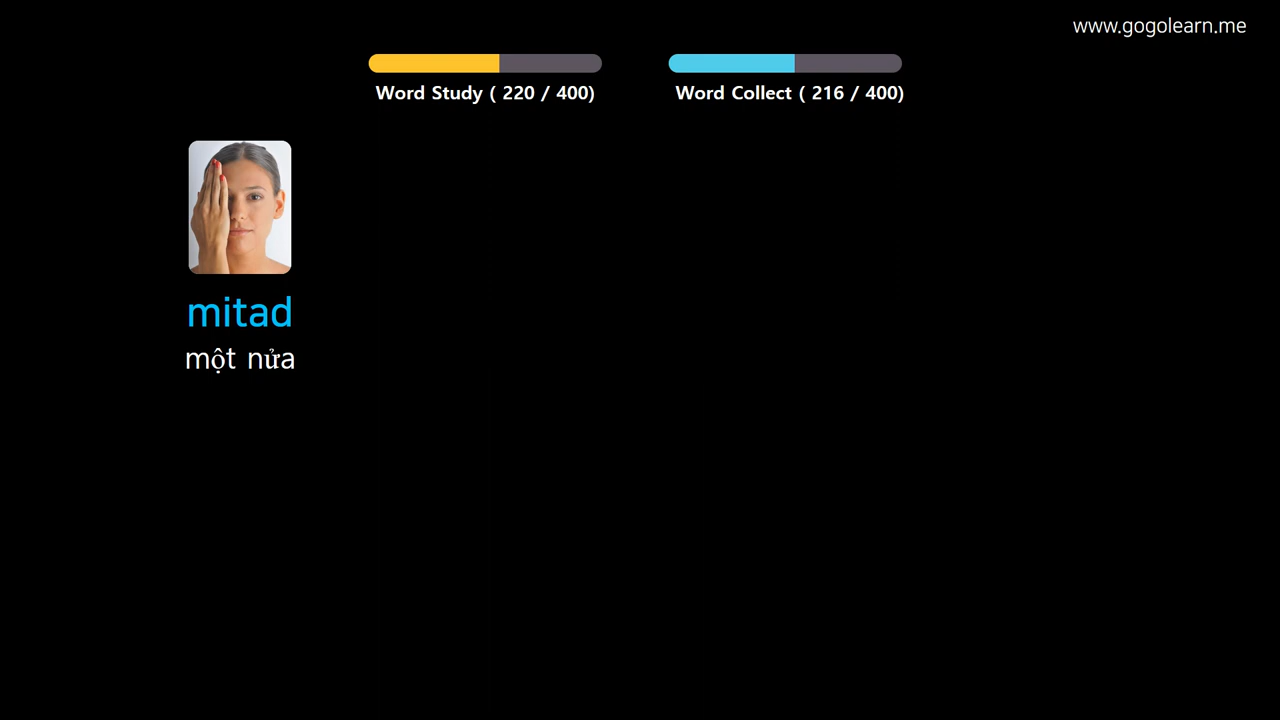 www.gogolearn.me
Word Study ( 220 / 400)
Word Collect ( 216 / 400)
mitad
một nửa